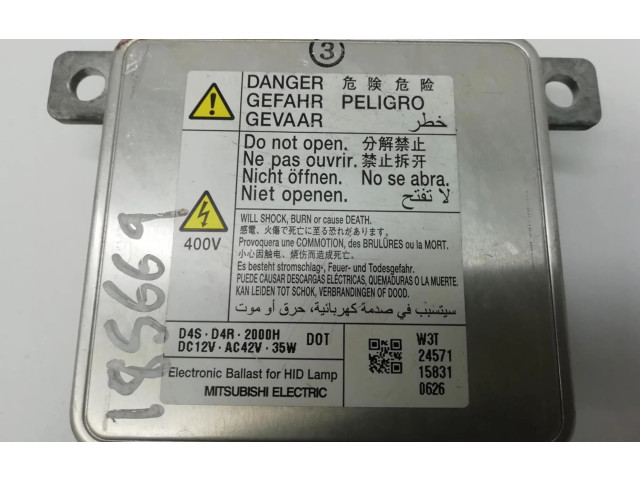 3
DANGER 危険 危险
GEFAHR PELIGRO
GEVAAR خطر
Do not open. 分解禁止
Ne pas ouvrir. 禁止拆开
Nicht öffnen. No se abra.
Niet openen. لا تفتح
400V
WILL SHOCK, BURN or cause DEATH.
感電、火傷で死亡に至る恐れがあります。
Provoquera une COMMOTION, des BRULÛRES ou la MORT.
小心因触电、烧伤而造成死亡。
Es besteht stromschlag-, Feuer- und Todesgefahr.
PUEDE CAUSAR DESCARGAS ELÉCTRICAS, QUEMADURAS O LA MUERTE.
KAN LEIDEN TOT SCHOK, VERBRANDINGEN OF DOOD.
سيتسبب في صدمة كهربائية، حرق أو موت
D4S · D4R · 2000H DOT
DC12V · AC42V · 35W
W3T
24571
15831
0626
Electronic Ballast for HID Lamp
MITSUBISHI ELECTRIC